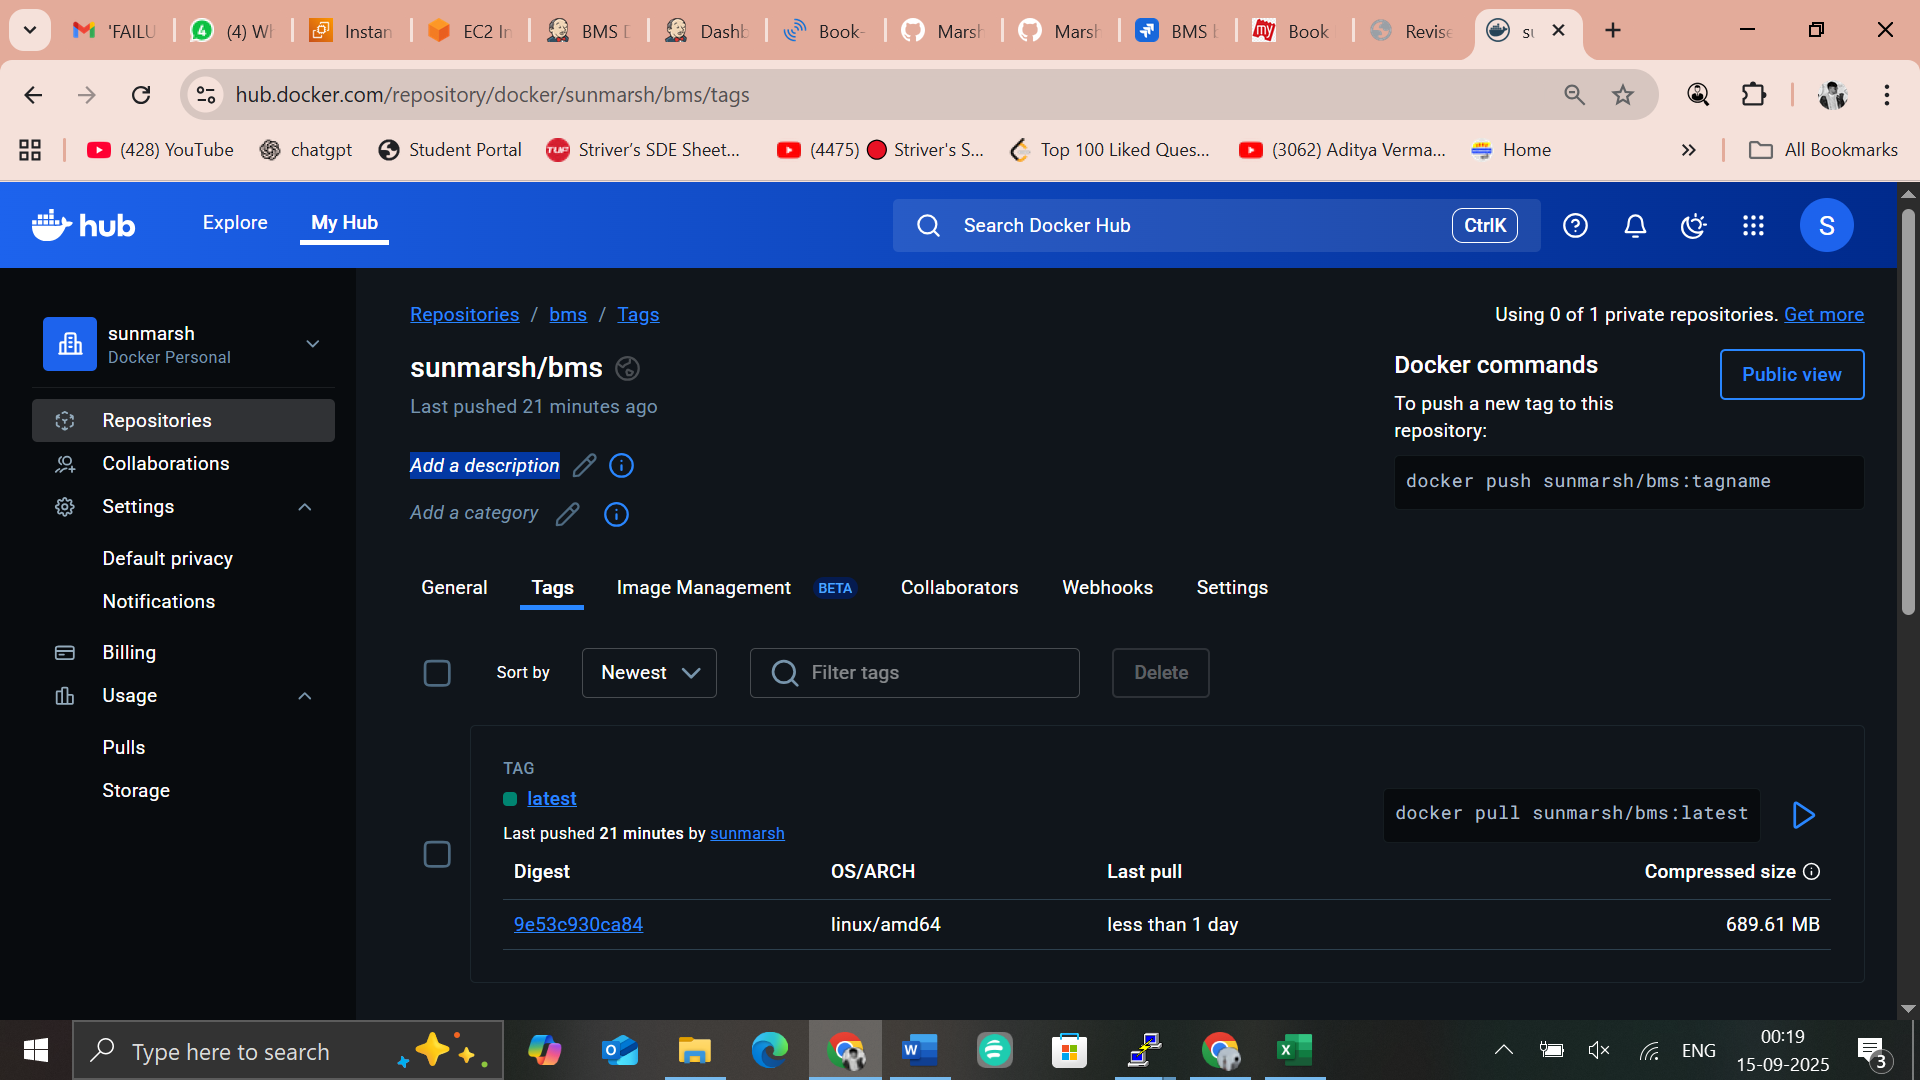 'FAILU
(4) Wh
Instan
EC2 In
BMS D
Dashb
Book-
Marsh
Marsh
BMS b
Book
Revise
su
hub.docker.com/repository/docker/sunmarsh/bms/tags
(428) YouTube
chatgpt
Student Portal
TUF
Striver's SDE Sheet...
(4475)
Striver's S...
Top 100 Liked Ques...
(3062) Aditya Verma...
Home
All Bookmarks
hub
Explore
My Hub
Search Docker Hub
CtrlK
S
sunmarsh
Docker Personal
Repositories
Collaborations
Settings
Default privacy
Notifications
Billing
Usage
Pulls
Storage
Repositories / bms / Tags
Using 0 of 1 private repositories. Get more
sunmarsh/bms
Last pushed 21 minutes ago
Add a description
Add a category
Docker commands
Public view
To push a new tag to this
repository:
docker push sunmarsh/bms:tagname
General
Tags
Image Management BETA
Collaborators
Webhooks
Settings
Sort by
Newest
Filter tags
Delete
TAG
latest
Last pushed 21 minutes by sunmarsh
docker pull sunmarsh/bms:latest
Digest OS/ARCH Last pull Compressed size
9e53c930ca84 linux/amd64 less than 1 day 689.61 MB
Type here to search
ENG
00:19
15-09-2025
3